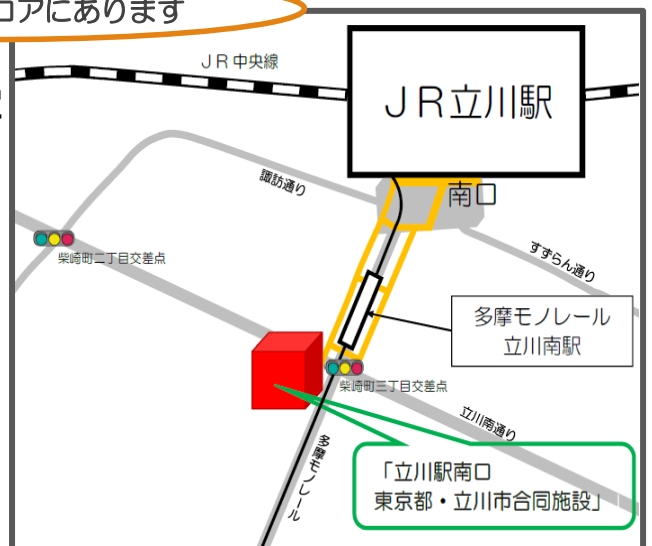 コアにあります
JR中央線
JR立川駅
南口
諏訪通り
すずらん通り
柴崎町二丁目交差点
多摩モノレール
立川南駅
柴崎町三丁目交差点
立川南通り
多摩モノレール
「立川駅南口
東京都・立川市合同施設」